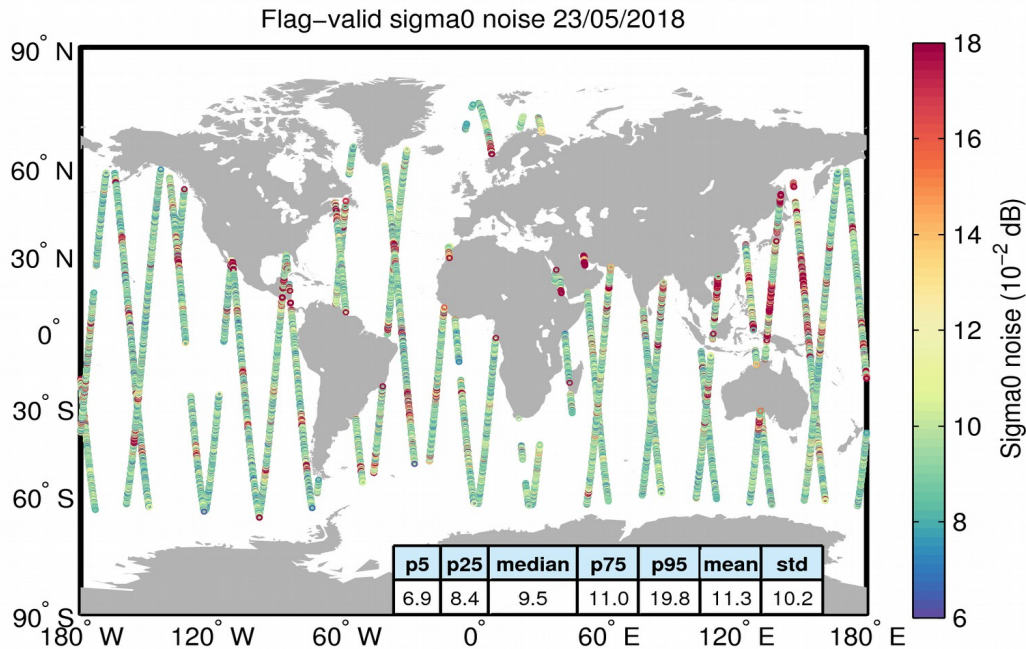 Flag−valid sigma0 noise 23/05/2018
90° N
60° N
30° N
0°
30° S
60° S
90° S
180° W
120° W
60° W
0°
60° E
120° E
180° E
p5 p25 median p75 p95 mean std
6.9 8.4 9.5 11.0 19.8 11.3 10.2
18
16
14
12
10
8
6
Sigma0 noise (10⁻² dB)